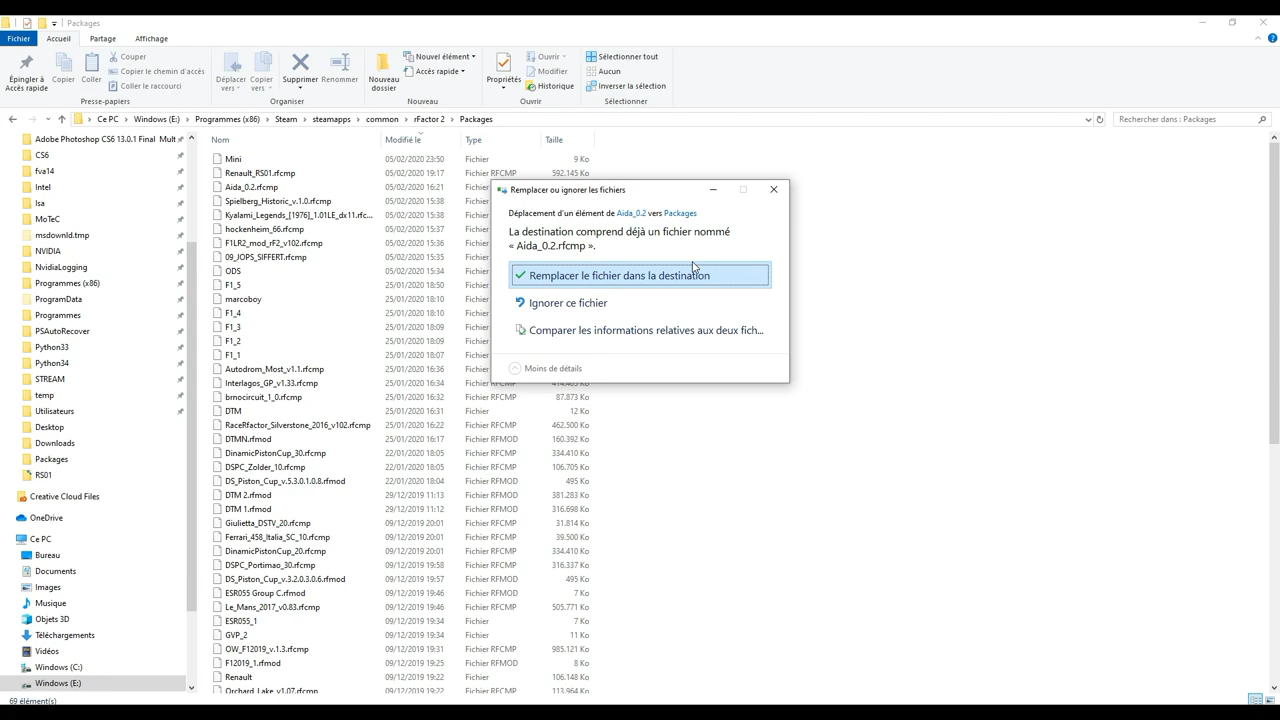 Packages
Fichier Accueil Partage Affichage
Épingler à Accès rapide
Copier
Coller
Couper
Copier le chemin d'accès
Coller le raccourci
Presse-papiers
Déplacer vers
Copier vers
Supprimer
Renommer
Organiser
Nouveau dossier
Nouvel élément
Accès rapide
Nouveau
Propriétés
Ouvrir
Modifier
Historique
Ouvrir
Sélectionner tout
Aucun
Inverser la sélection
Sélectionner
Ce PC > Windows (E:) > Programmes (x86) > Steam > steamapps > common > rFactor 2 > Packages
Rechercher dans : Packages
Adobe Photoshop CS6 13.0.1 Final Mult
CS6
fva14
Intel
lsa
MoTeC
msdownld.tmp
NVIDIA
NvidiaLogging
Programmes (x86)
ProgramData
Programmes
PSAutoRecover
Python33
Python34
STREAM
temp
Utilisateurs
Desktop
Downloads
Packages
RS01
Creative Cloud Files
OneDrive
Ce PC
Bureau
Documents
Images
Musique
Objets 3D
Téléchargements
Vidéos
Windows (C:)
Windows (E:)
Nom Modifié le Type Taille
Mini 05/02/2020 23:50 Fichier 9 Ko
Renault_RS01.rfcmp 05/02/2020 19:17 Fichier RFCMP 592.145 Ko
Aida_0.2.rfcmp 05/02/2020 16:21
Spielberg_Historic_v.1.0.rfcmp 05/02/2020 15:38
Kyalami_Legends_[1976]_1.01LE_dx11.rfc... 05/02/2020 15:38
hockenheim_66.rfcmp 05/02/2020 15:37
F1LR2_mod_rF2_v102.rfcmp 05/02/2020 15:36
09_JOPS_SIFFERT.rfcmp 05/02/2020 15:35
ODS 05/02/2020 15:34
F1_5 25/01/2020 18:50
marcoboy 25/01/2020 18:10
F1_4 25/01/2020 18:10
F1_3 25/01/2020 18:09
F1_2 25/01/2020 18:09
F1_1 25/01/2020 18:07
Autodrom_Most_v1.1.rfcmp 25/01/2020 16:36
Interlagos_GP_v1.33.rfcmp 25/01/2020 16:34
brnocircuit_1_0.rfcmp 25/01/2020 16:32 Fichier RFCMP 87.873 Ko
DTM 25/01/2020 16:31 Fichier 12 Ko
RaceRfactor_Silverstone_2016_v102.rfcmp 25/01/2020 16:22 Fichier RFCMP 462.500 Ko
DTMN.rfmod 25/01/2020 16:17 Fichier RFMOD 160.392 Ko
DinamicPistonCup_30.rfcmp 22/01/2020 18:05 Fichier RFCMP 334.410 Ko
DSPC_Zolder_10.rfcmp 22/01/2020 18:05 Fichier RFCMP 106.705 Ko
DS_Piston_Cup_v.5.3.0.1.0.8.rfmod 22/01/2020 18:04 Fichier RFMOD 495 Ko
DTM 2.rfmod 29/12/2019 11:13 Fichier RFMOD 381.283 Ko
DTM 1.rfmod 29/12/2019 11:12 Fichier RFMOD 316.698 Ko
Giulietta_DSTV_20.rfcmp 09/12/2019 20:01 Fichier RFCMP 31.814 Ko
Ferrari_458_Italia_SC_10.rfcmp 09/12/2019 20:01 Fichier RFCMP 39.500 Ko
DinamicPistonCup_20.rfcmp 09/12/2019 20:01 Fichier RFCMP 334.410 Ko
DSPC_Portimao_30.rfcmp 09/12/2019 19:58 Fichier RFCMP 316.337 Ko
DS_Piston_Cup_v.3.2.0.3.0.6.rfmod 09/12/2019 19:57 Fichier RFMOD 495 Ko
ESR055 Group C.rfmod 09/12/2019 19:46 Fichier RFMOD 7 Ko
Le_Mans_2017_v0.83.rfcmp 09/12/2019 19:46 Fichier RFCMP 505.771 Ko
ESR055_1 09/12/2019 19:34 Fichier 7 Ko
GVP_2 09/12/2019 19:34 Fichier 11 Ko
OW_F12019_v.1.3.rfcmp 09/12/2019 19:31 Fichier RFCMP 985.121 Ko
F12019_1.rfmod 09/12/2019 19:25 Fichier RFMOD 8 Ko
Renault 09/12/2019 19:22 Fichier 106.148 Ko
Orchard_Lake_v1.07.rfcmp 09/12/2019 19:22 Fichier RFCMP 113.964 Ko
Remplacer ou ignorer les fichiers
Déplacement d'un élément de Aida_0.2 vers Packages
La destination comprend déjà un fichier nommé
« Aida_0.2.rfcmp ».
Remplacer le fichier dans la destination
Ignorer ce fichier
Comparer les informations relatives aux deux fich...
Moins de détails
69 élément(s)